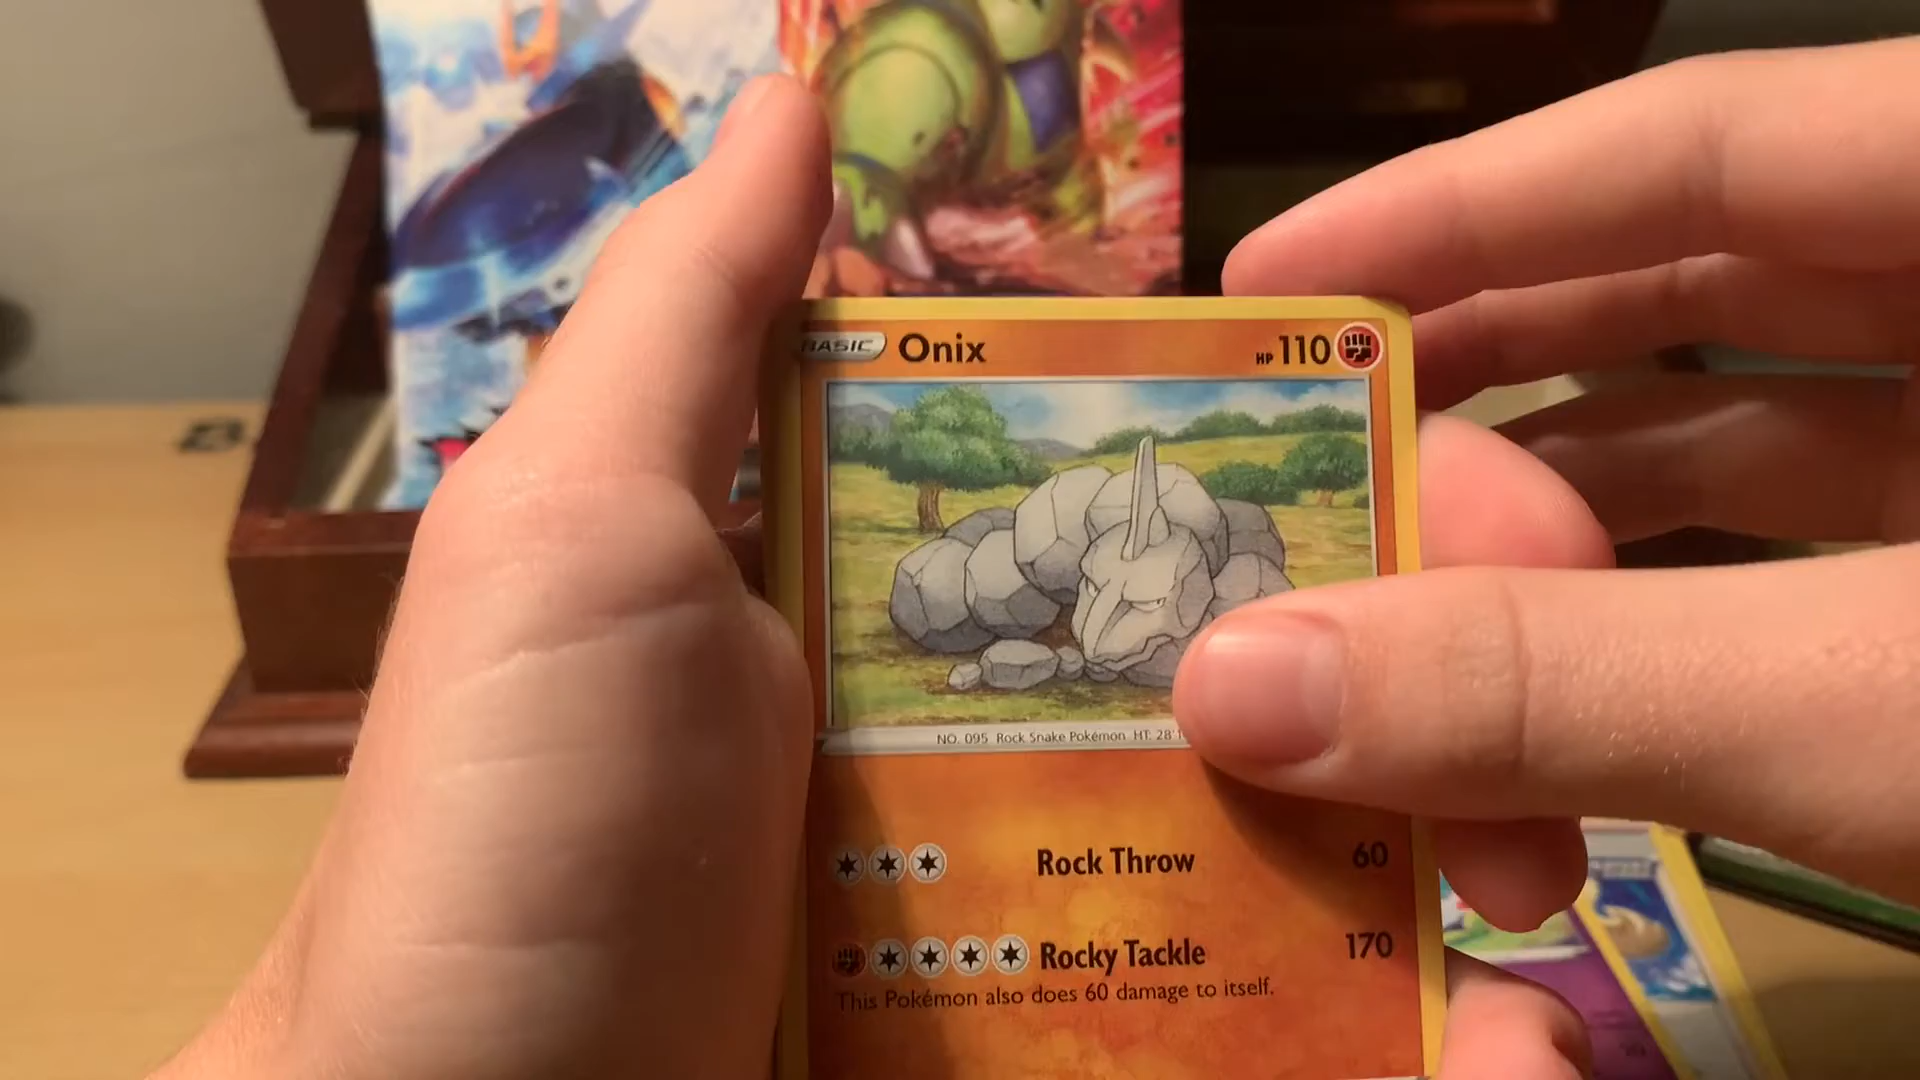 BASIC Onix HP 110
NO. 095 Rock Snake Pokémon HT: 28'1
Rock Throw 60
Rocky Tackle 170
This Pokémon also does 60 damage to itself.